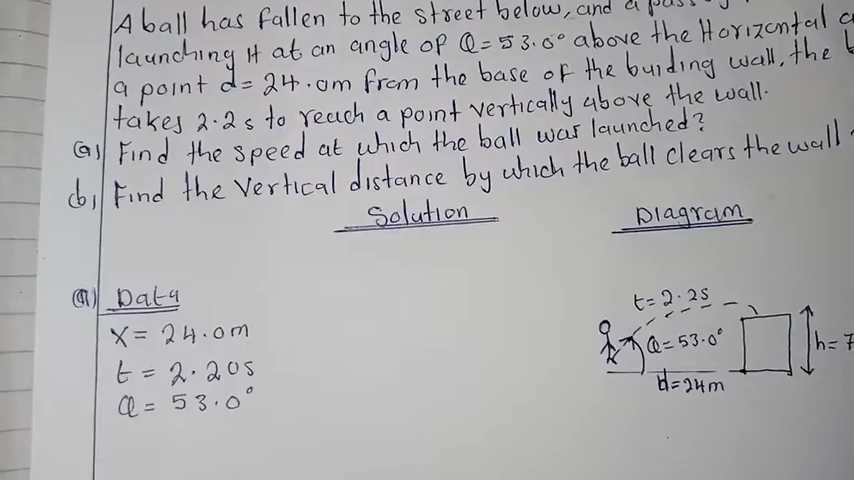 A ball has fallen to the street below, and a
launching it at an angle of Q = 53.0° above the Horizontal
a point d = 24.0m from the base of the building wall, the
takes 2.2s to reach a point vertically above the wall.
(a) Find the speed at which the ball was launched?
(b) Find the vertical distance by which the ball clears the wall
Solution
Diagram
(a) Data
x = 24.0m
t = 2.20s
Q = 53.0°
t = 2.2s
Q = 53.0°
h = 7
d = 24m